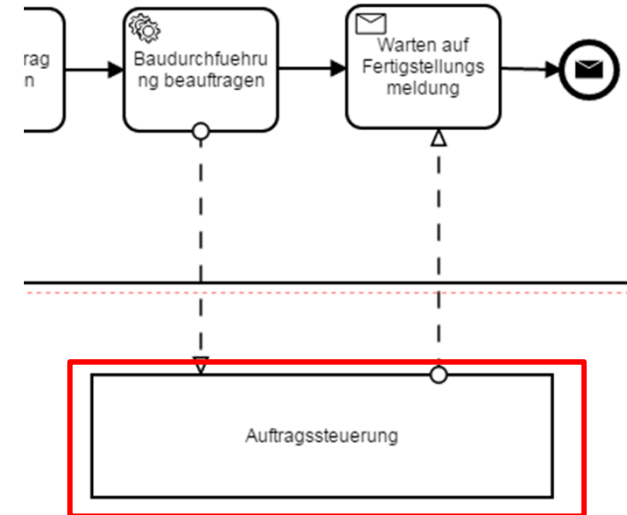 rag
n
Baudurchfuehru
ng beauftragen
Warten auf
Fertigstellungs
meldung
Auftragssteuerung